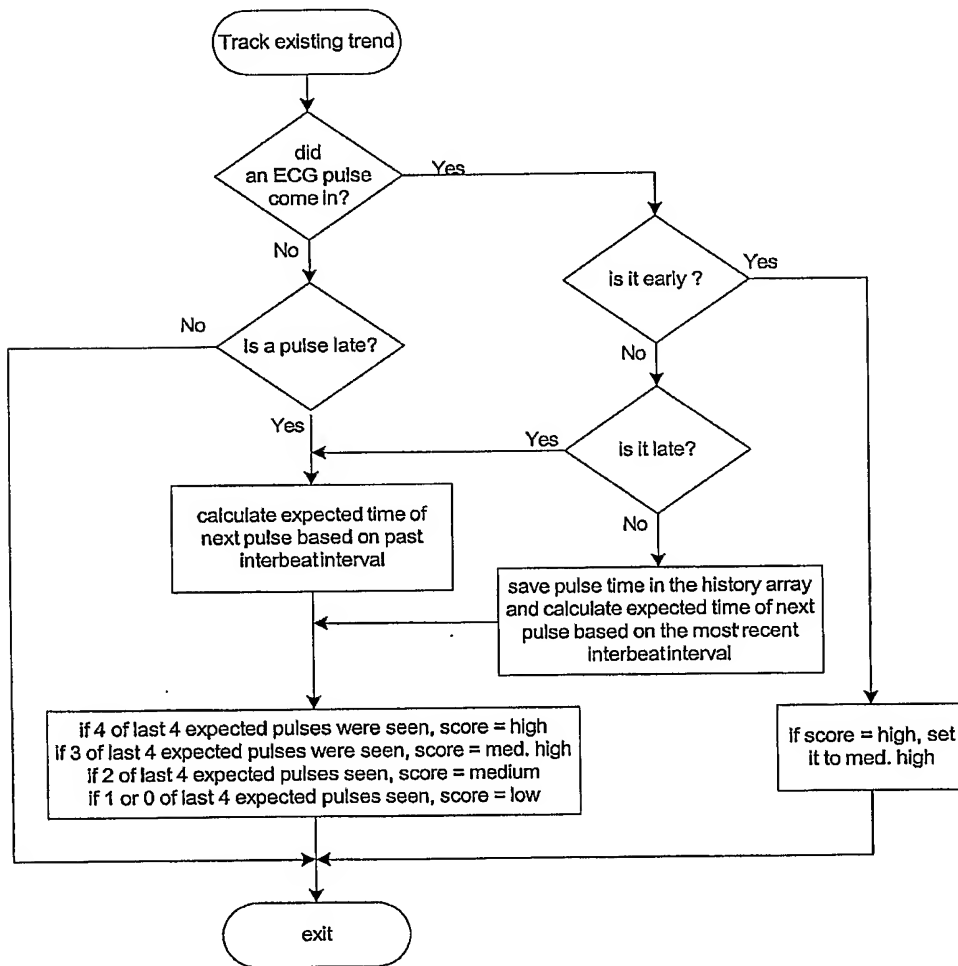 Track existing trend
did
an ECG pulse
come in?
Yes
No
is it early ?
Yes
No
Is a pulse late?
No
Yes
is it late?
Yes
No
calculate expected time of
next pulse based on past
interbeatinterval
save pulse time in the history array
and calculate expected time of next
pulse based on the most recent
interbeatinterval
if 4 of last 4 expected pulses were seen, score = high
if 3 of last 4 expected pulses were seen, score = med. high
if 2 of last 4 expected pulses seen, score = medium
if 1 or 0 of last 4 expected pulses seen, score = low
if score = high, set
it to med. high
exit